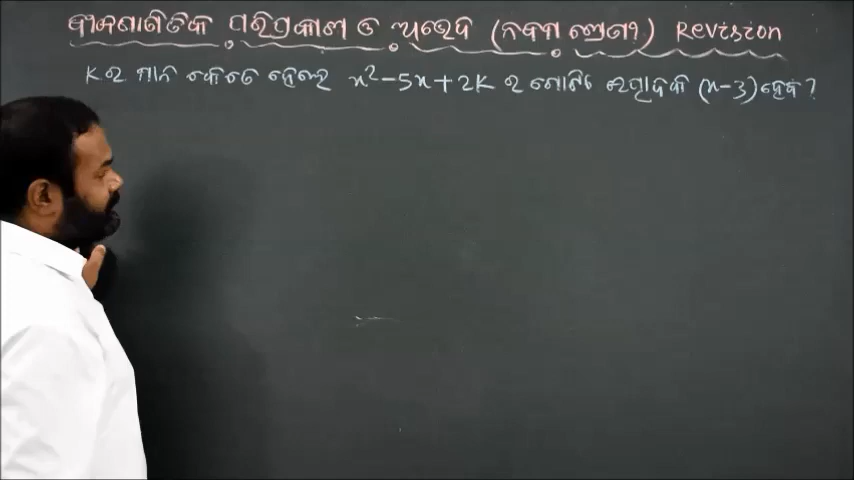 ବୀଜଗାଣିତିକ ପରିପ୍ରକାଶ ଓ ଅଭେଦ (ନବମ ଶ୍ରେଣୀ) Revision
K ର ମାନ କେତେ ହେଲେ x² - 5x + 2K ର ଗୋଟିଏ ଉତ୍ପାଦକ (x - 3) ହେବ ?